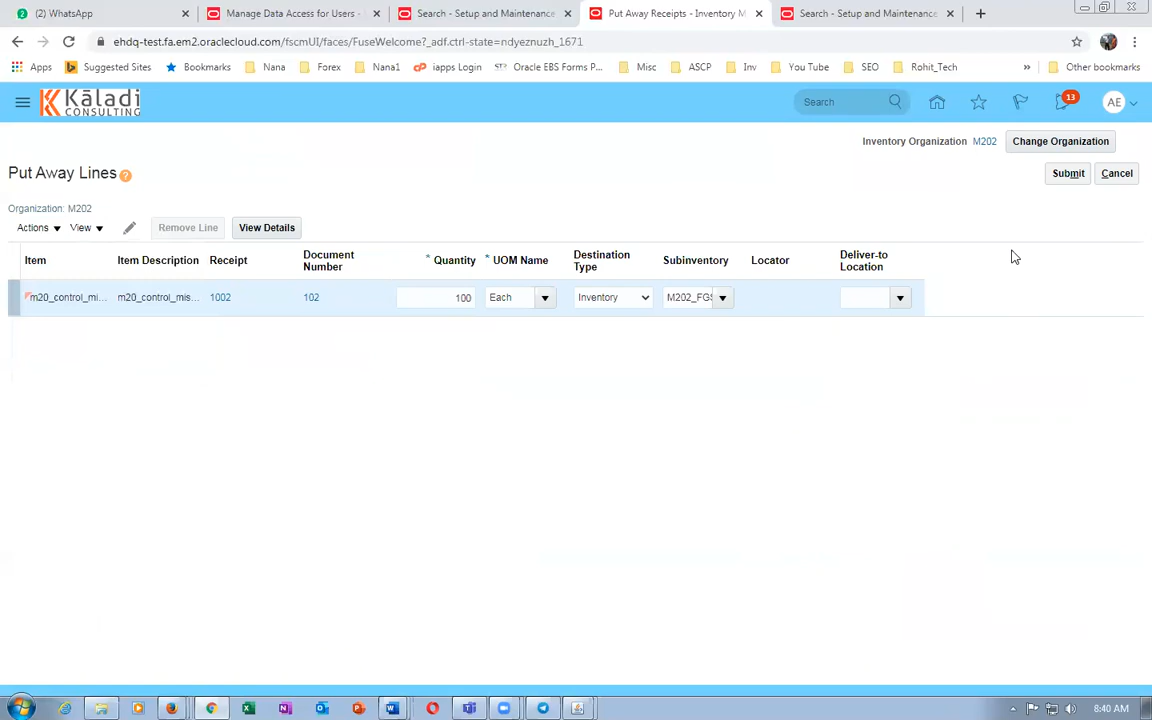 (2) WhatsApp
Manage Data Access for Users -
Search - Setup and Maintenance
Put Away Receipts - Inventory M
Search - Setup and Maintenance
ehdq-test.fa.em2.oraclecloud.com/fscmUI/faces/FuseWelcome?_adf.ctrl-state=ndyeznuzh_1671
Apps Suggested Sites Bookmarks Nana Forex Nana1 iapps Login Oracle EBS Forms P... Misc ASCP Inv You Tube SEO Rohit_Tech » Other bookmarks
Kāladi
CONSULTING
Search
13
AE
Inventory Organization M202 Change Organization
Put Away Lines ?
Submit Cancel
Organization: M202
Actions View Remove Line View Details
Item Item Description Receipt Document Number * Quantity * UOM Name Destination Type Subinventory Locator Deliver-to Location
m20_control_mi... m20_control_mis... 1002 102 100 Each Inventory M202_FGS
8:40 AM